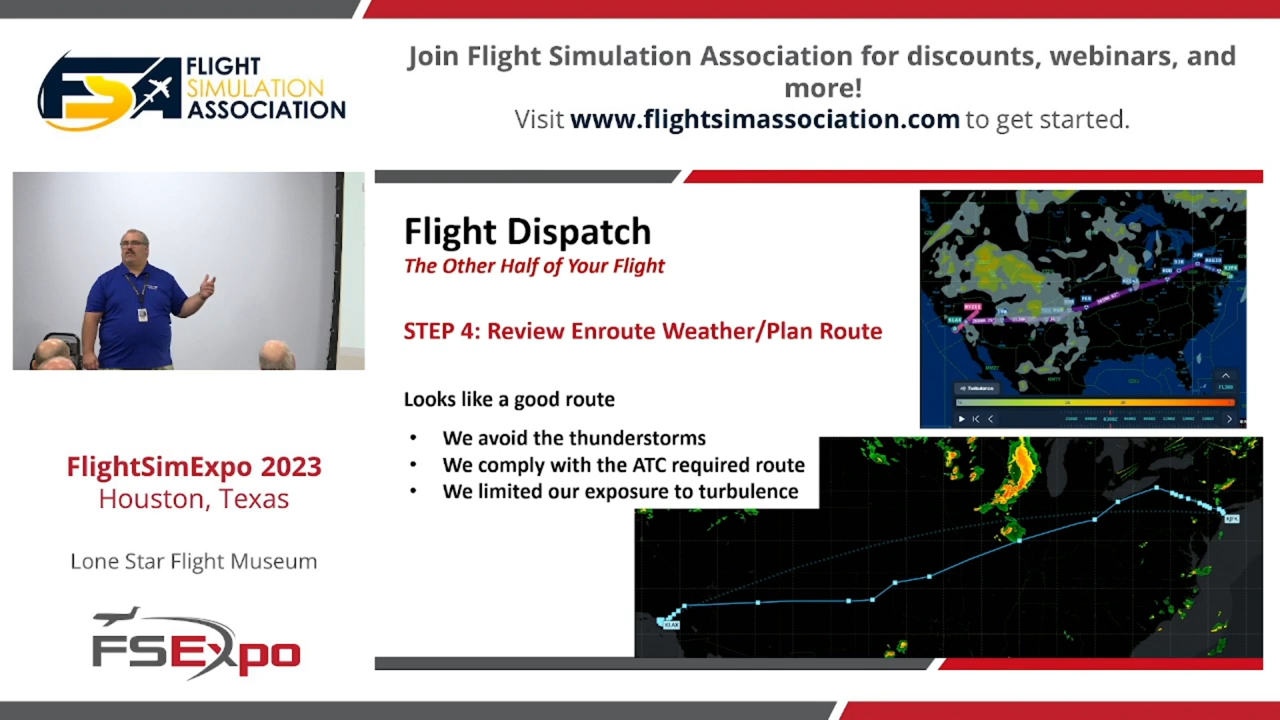 FLIGHT
SIMULATION
ASSOCIATION
Join Flight Simulation Association for discounts, webinars, and
more!
Visit www.flightsimassociation.com to get started.
Flight Dispatch
The Other Half of Your Flight
STEP 4: Review Enroute Weather/Plan Route
Looks like a good route
• We avoid the thunderstorms
• We comply with the ATC required route
• We limited our exposure to turbulence
Turbulence
KLAX
KJFK
FlightSimExpo 2023
Houston, Texas
Lone Star Flight Museum
FSExpo